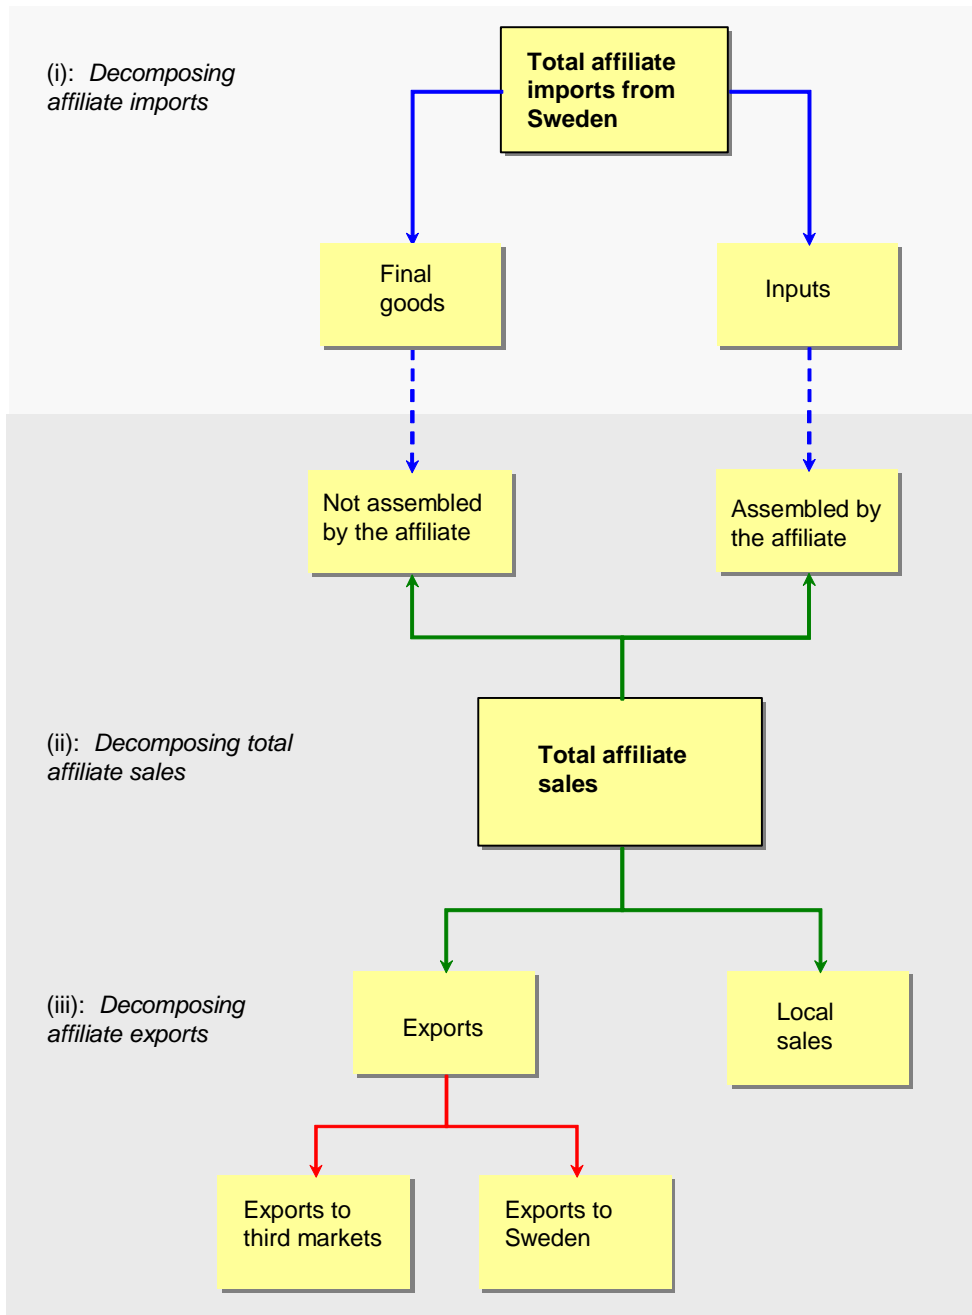 (i): Decomposing
affiliate imports
Total affiliate
imports from
Sweden
Final
goods
Inputs
Not assembled
by the affiliate
Assembled by
the affiliate
(ii): Decomposing total
affiliate sales
Total affiliate
sales
(iii): Decomposing
affiliate exports
Exports
Local
sales
Exports to
third markets
Exports to
Sweden